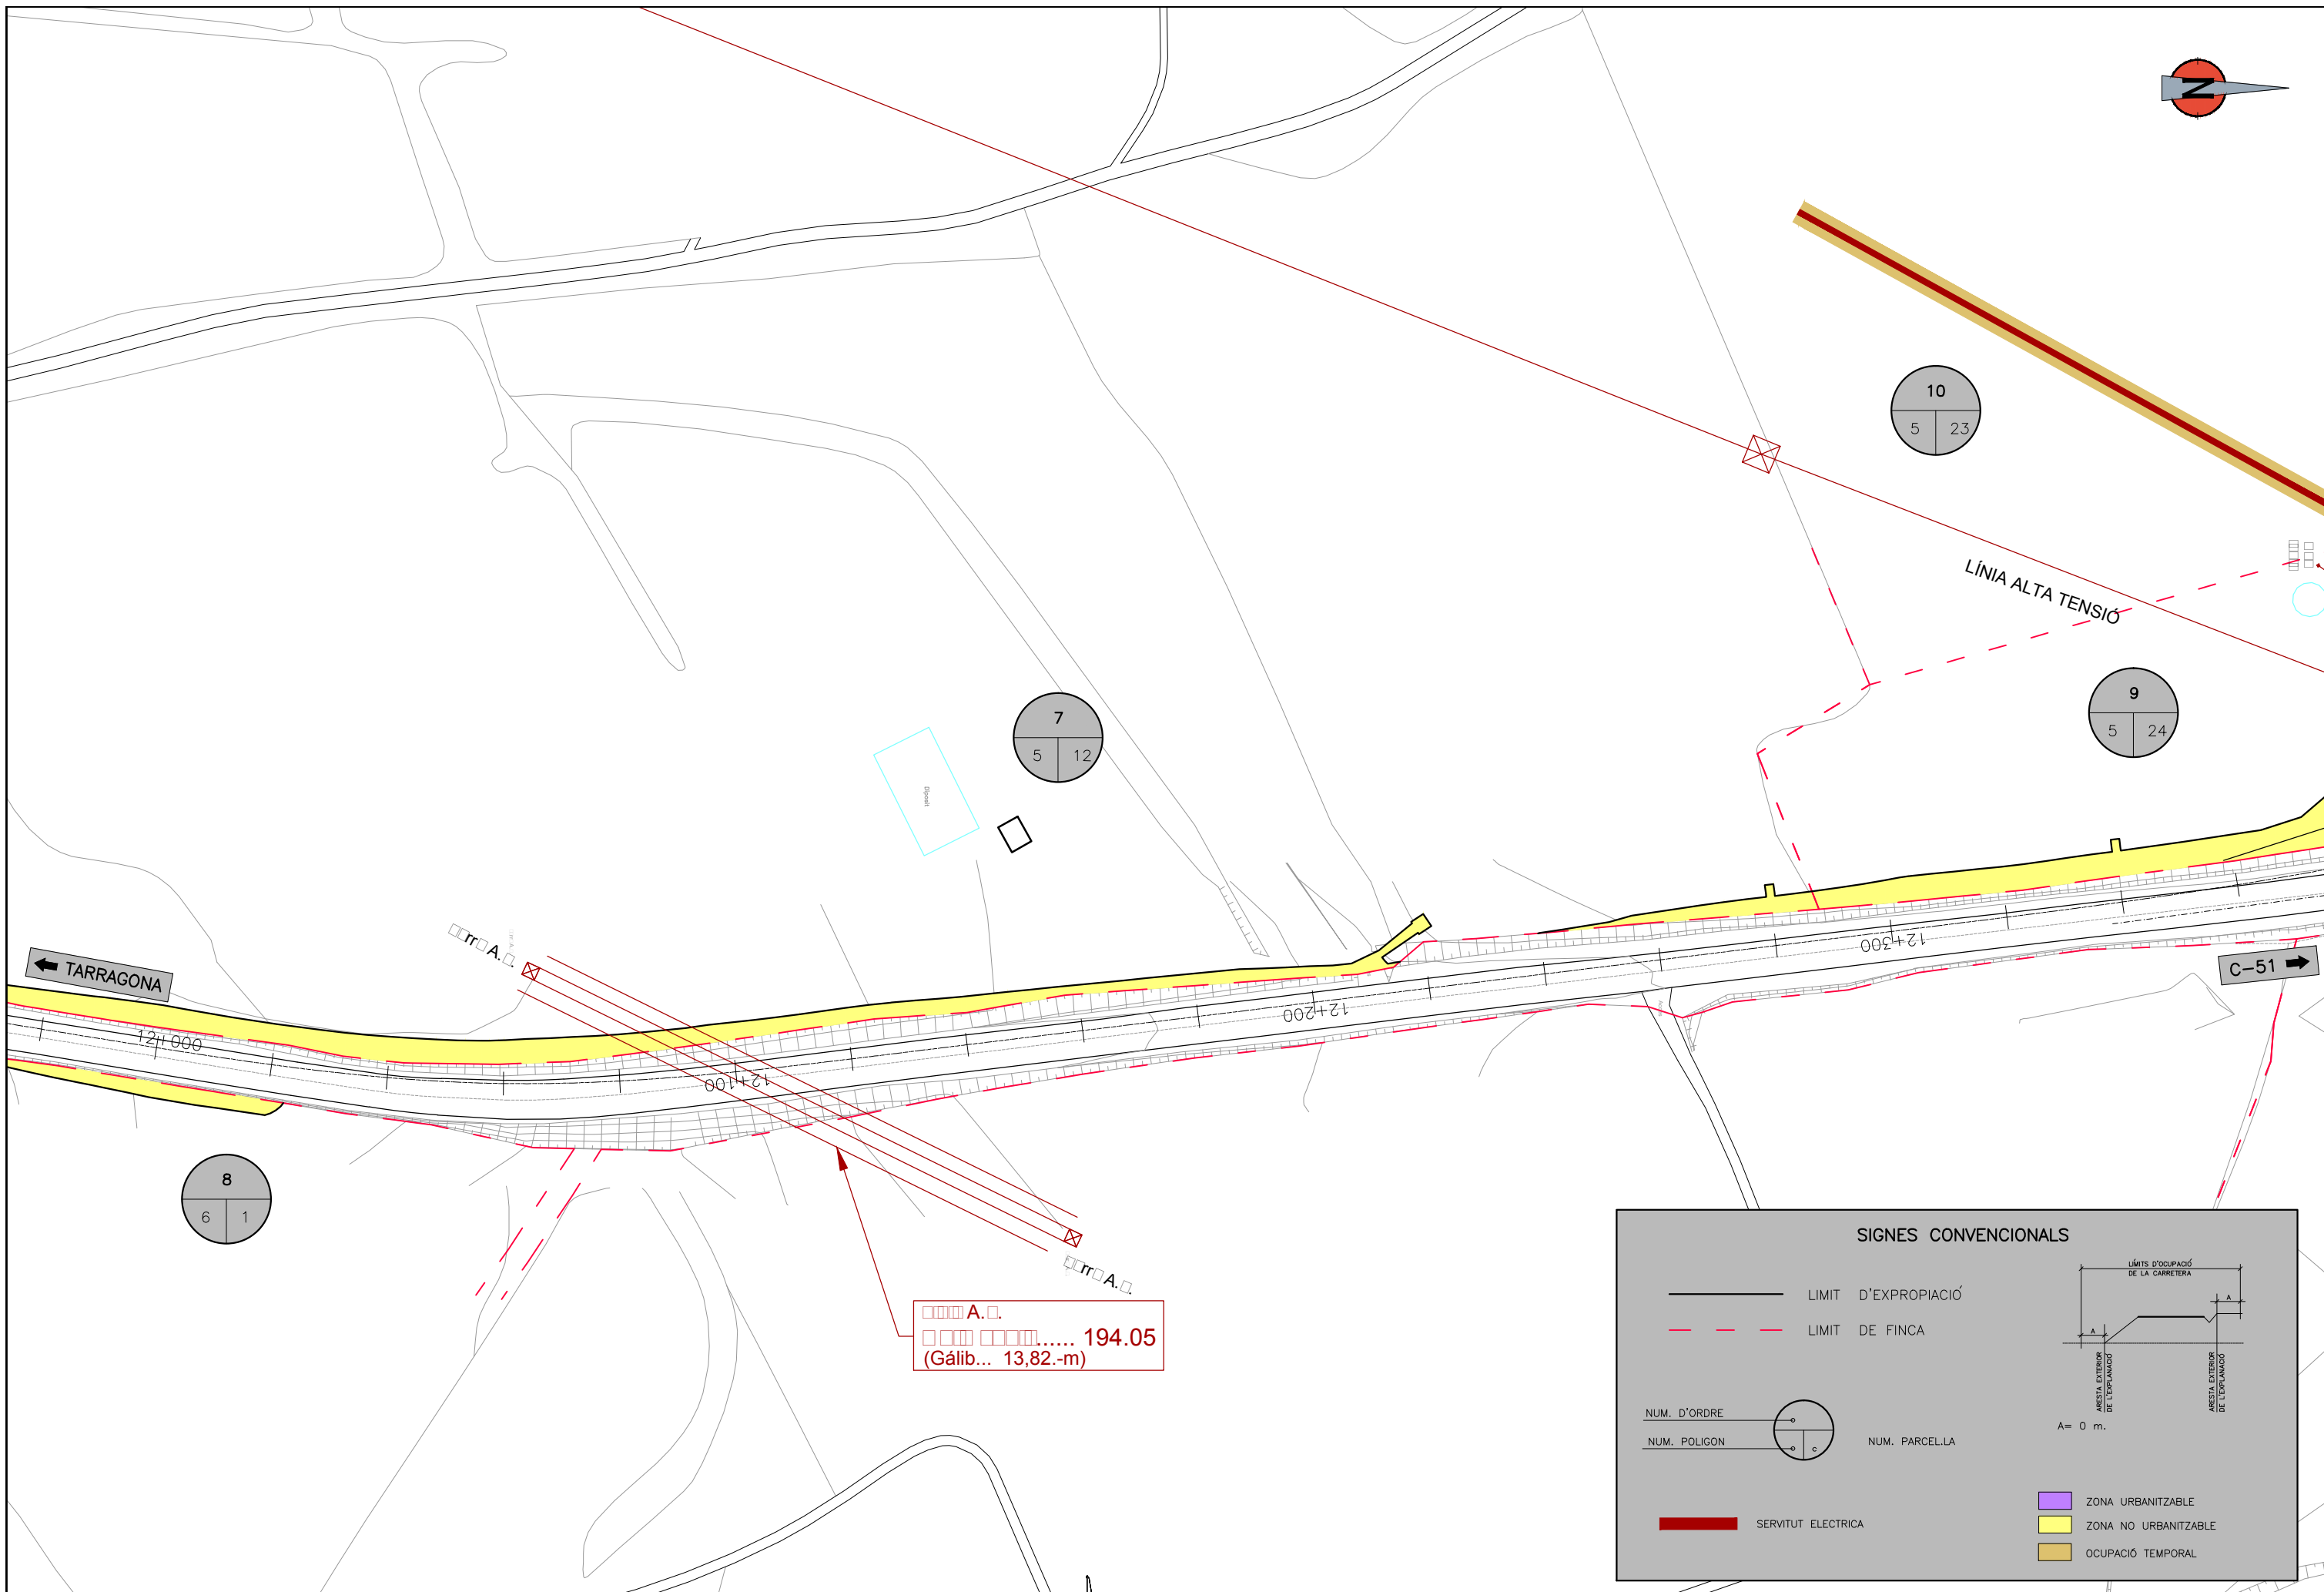 N
10
5 23
LÍNIA ALTA TENSIÓ
9
5 24
7
5 12
Diposit
A.
TARRAGONA
C-51
12+000
12+100
12+200
12+300
8
6 1
A.
A.
...... 194.05
(Gálib... 13,82.-m)
SIGNES CONVENCIONALS
LIMIT D'EXPROPIACIÓ
LIMIT DE FINCA
LÍMITS D'OCUPACIÓ
DE LA CARRETERA
A
A
ARESTA EXTERIOR
DE L'EXPLANACIÓ
ARESTA EXTERIOR
DE L'EXPLANACIÓ
A= 0 m.
NUM. D'ORDRE
NUM. POLIGON
c
NUM. PARCEL.LA
SERVITUT ELECTRICA
ZONA URBANITZABLE
ZONA NO URBANITZABLE
OCUPACIÓ TEMPORAL